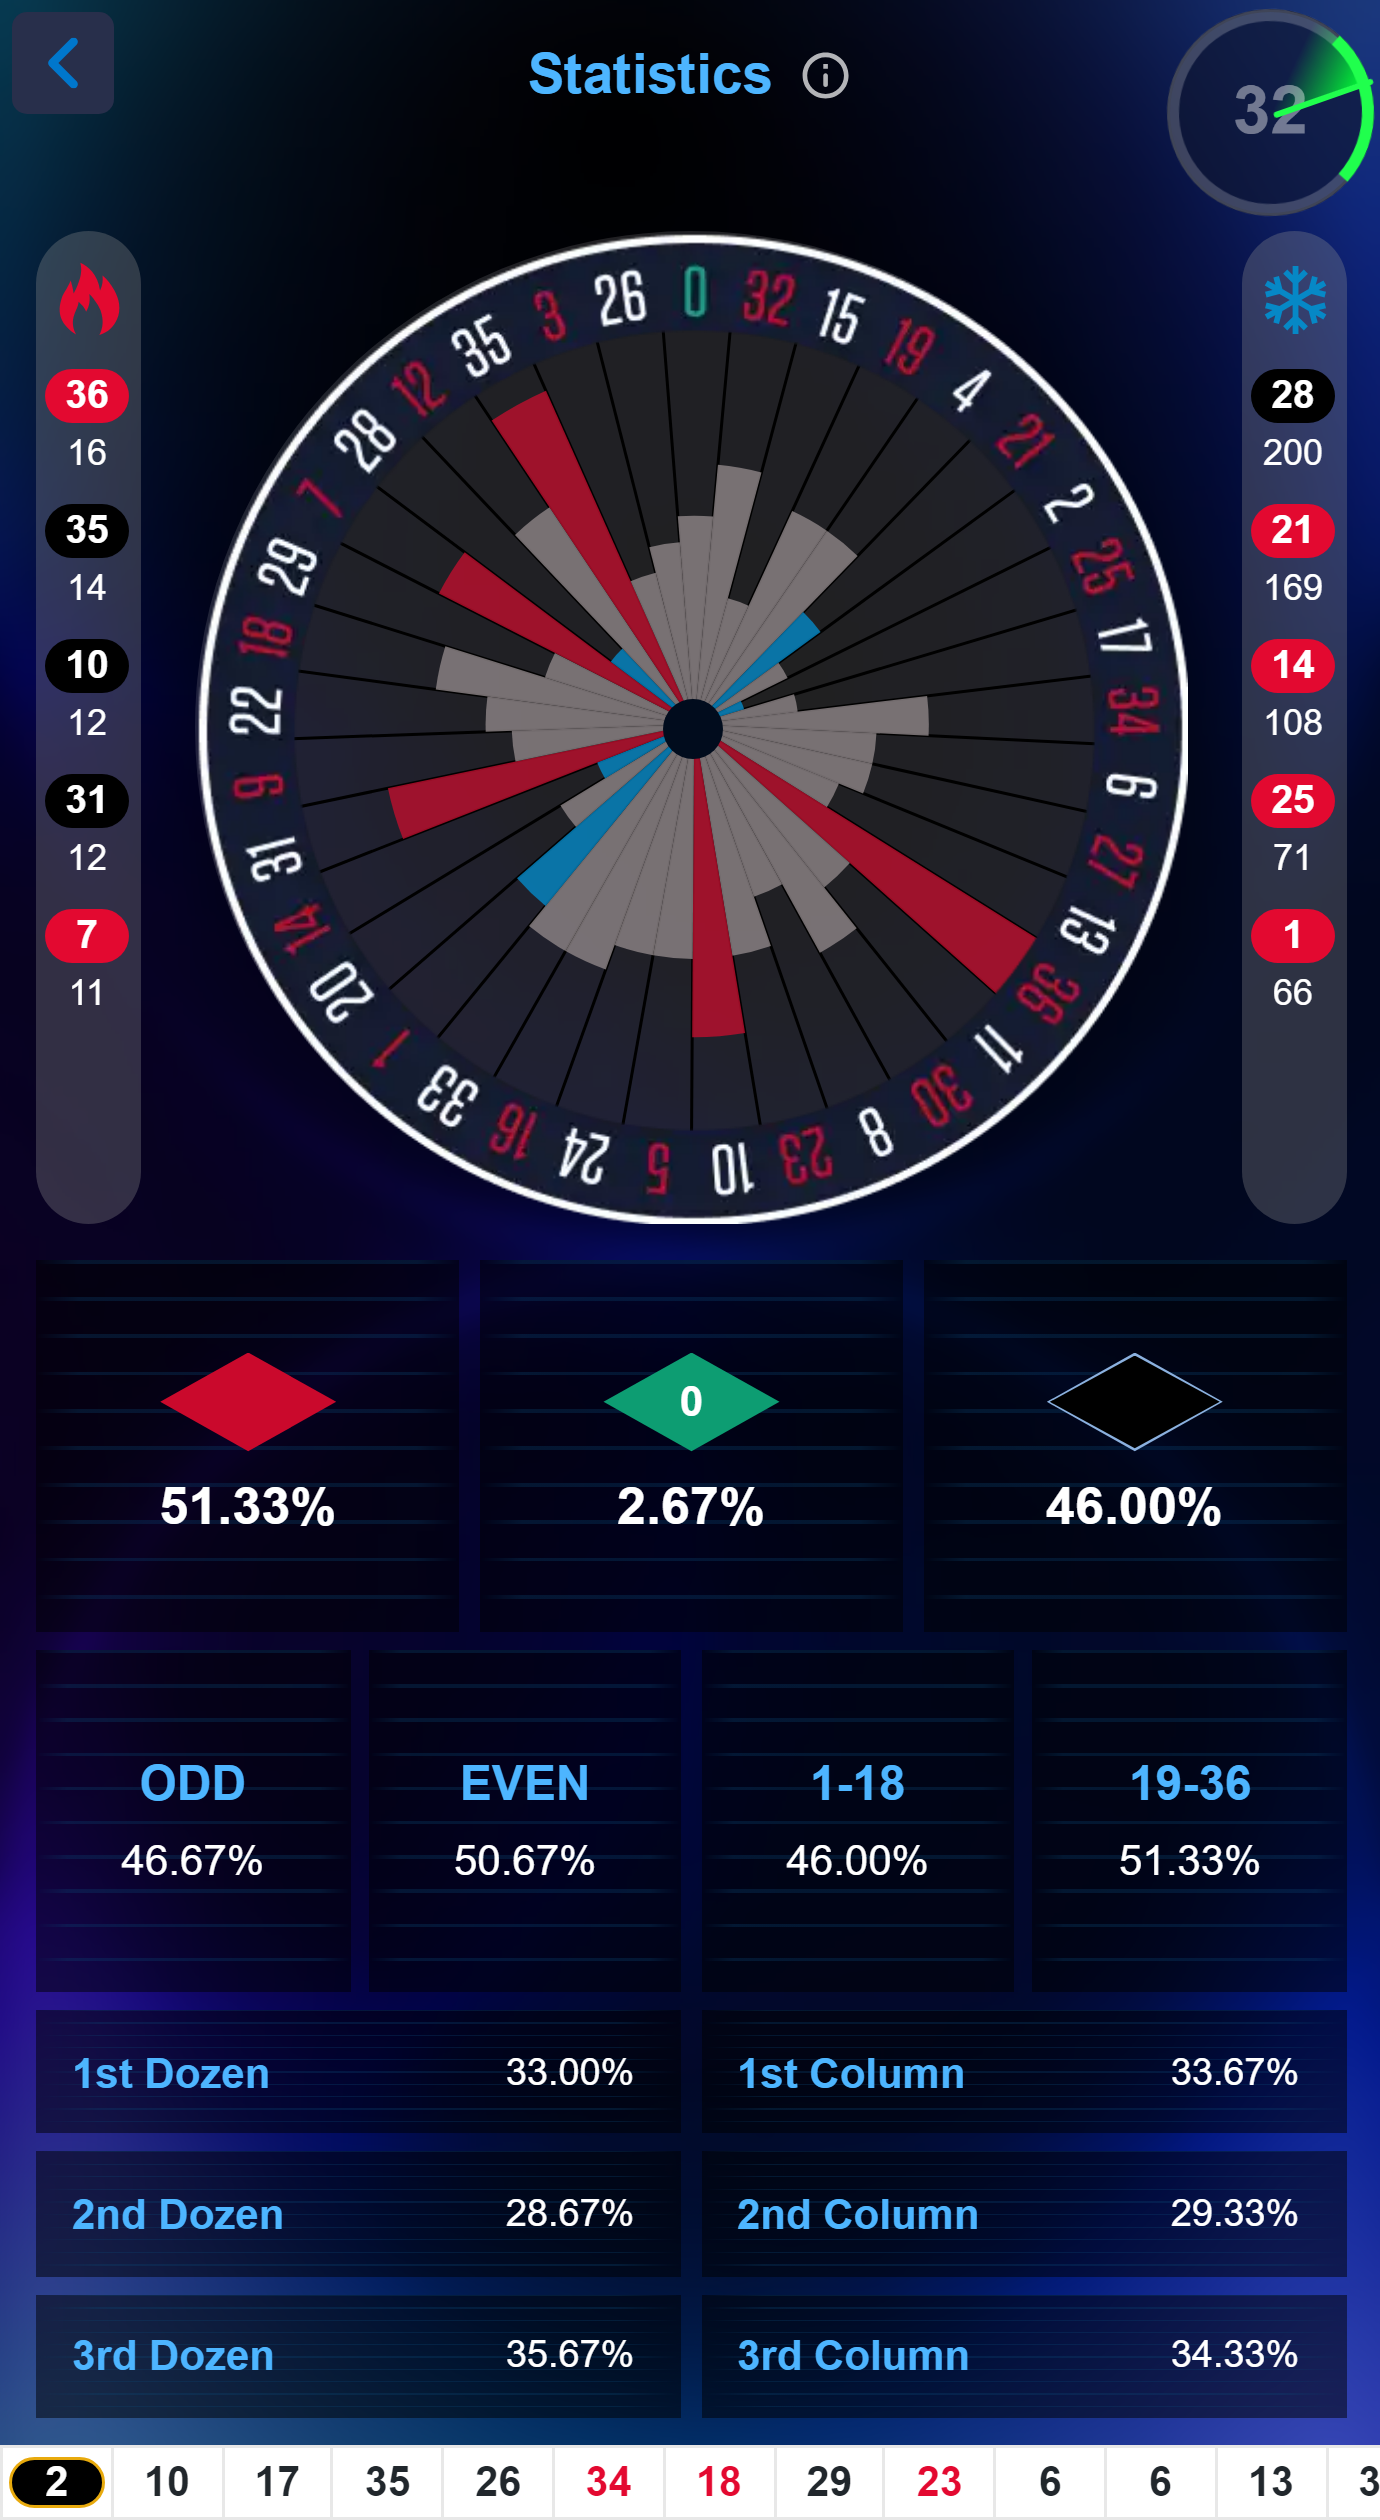 Statistics
32
36
16
35
14
10
12
31
12
7
11
0 32 15 19 4 21 2 25 17 34 6 27 13 36 11 30 8 23 10 5 24 16 33 1 20 14 31 9 22 18 29 7 28 12 35 3 26
28
200
21
169
14
108
25
71
1
66
0
51.33% 2.67% 46.00%
ODD EVEN 1-18 19-36
46.67% 50.67% 46.00% 51.33%
1st Dozen 33.00% 1st Column 33.67%
2nd Dozen 28.67% 2nd Column 29.33%
3rd Dozen 35.67% 3rd Column 34.33%
2 10 17 35 26 34 18 29 23 6 6 13